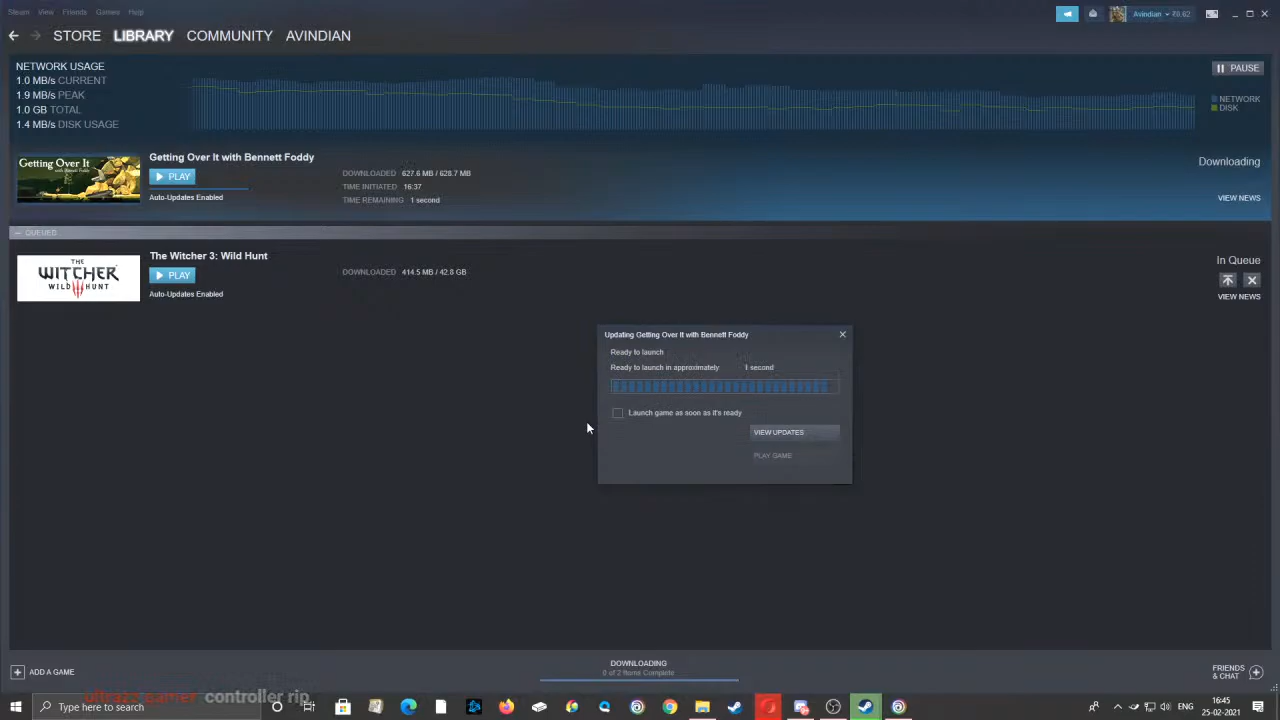 Steam View Friends Games Help
Avindian ₹8.62
STORE LIBRARY COMMUNITY AVINDIAN
NETWORK USAGE
1.0 MB/s CURRENT
1.9 MB/s PEAK
1.0 GB TOTAL
1.4 MB/s DISK USAGE
PAUSE
NETWORK
DISK
Getting Over It
with Bennett Foddy
Getting Over It with Bennett Foddy
PLAY
Auto-Updates Enabled
DOWNLOADED 627.6 MB / 628.7 MB
TIME INITIATED 16:37
TIME REMAINING 1 second
Downloading
VIEW NEWS
QUEUED
THE
WITCHER
WILD HUNT
The Witcher 3: Wild Hunt
PLAY
Auto-Updates Enabled
DOWNLOADED 414.5 MB / 42.8 GB
In Queue
VIEW NEWS
Updating Getting Over It with Bennett Foddy
Ready to launch
Ready to launch in approximately 1 second
Launch game as soon as it's ready
VIEW UPDATES
PLAY GAME
ADD A GAME
DOWNLOADING
0 of 2 Items Complete
FRIENDS
& CHAT
controller rip
Type here to search
ENG
16:45
25-02-2021